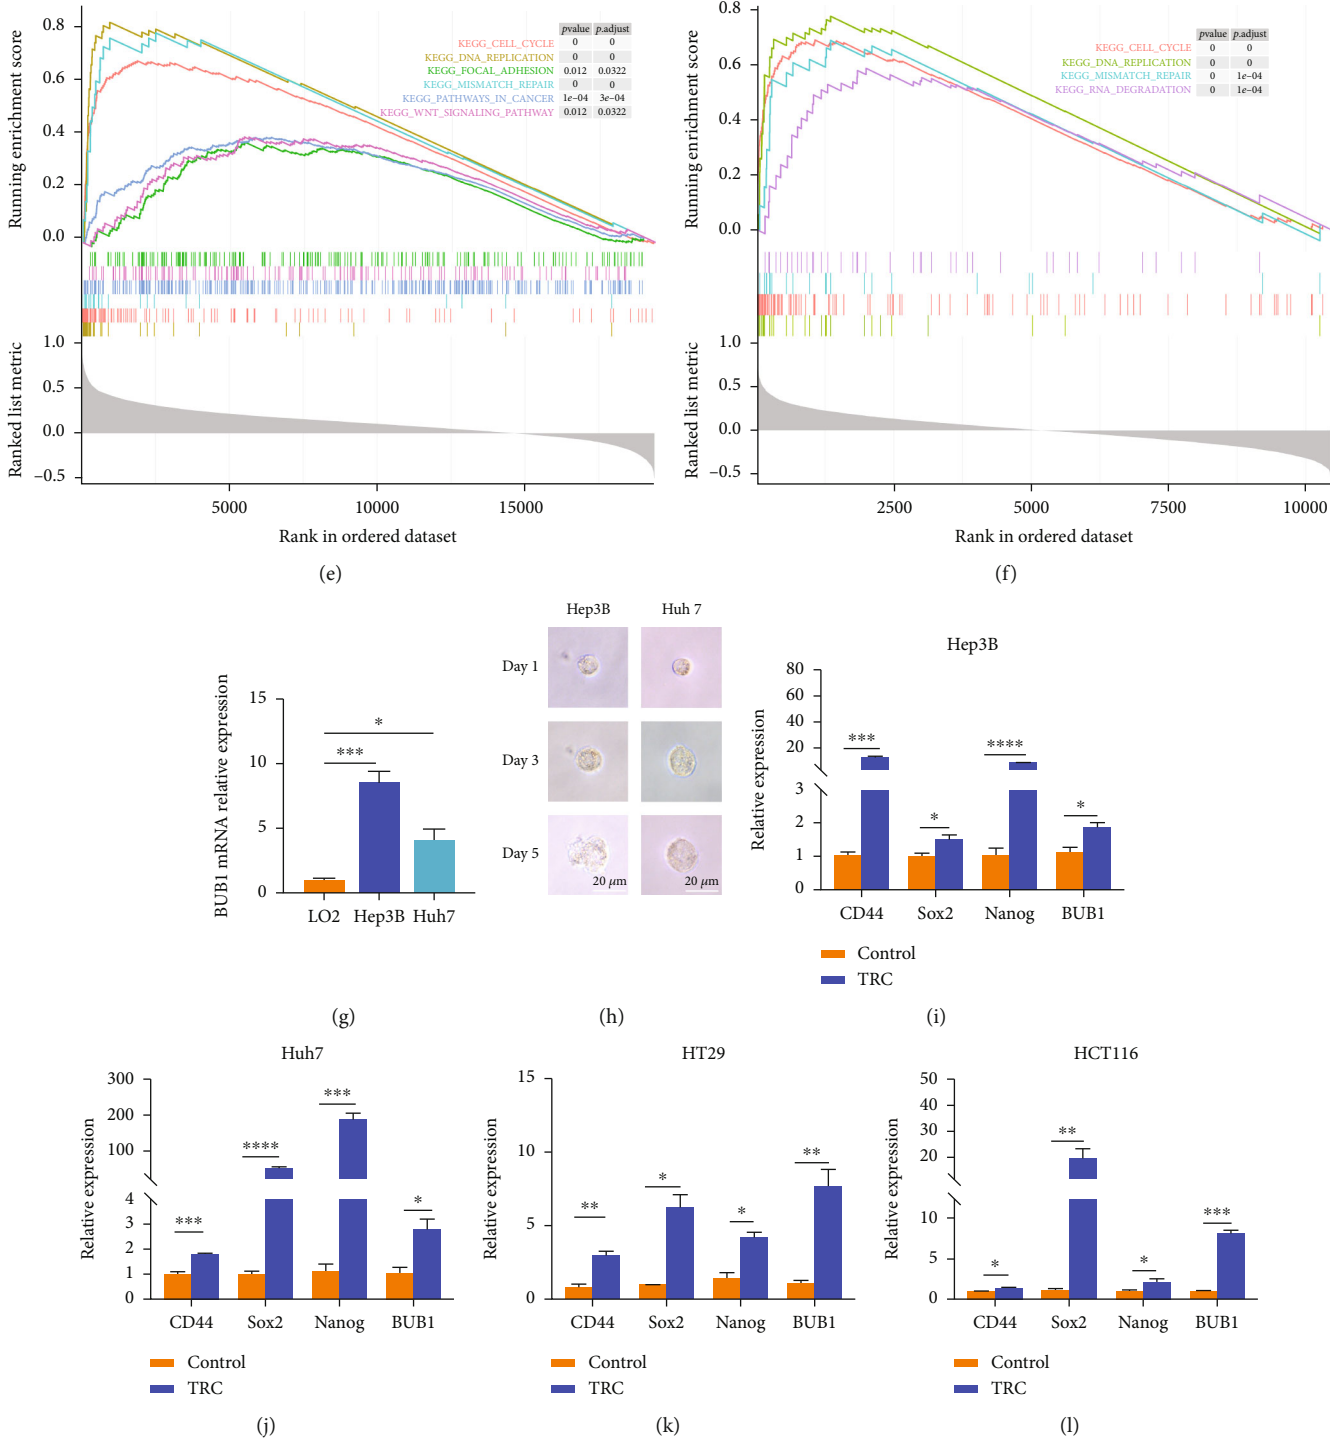 Running enrichment score
0.8
0.6
0.4
0.2
0.0
pvalue p.adjust
KEGG_CELL_CYCLE 0 0
KEGG_DNA_REPLICATION 0 0
KEGG_FOCAL_ADHESION 0.012 0.0322
KEGG_MISMATCH_REPAIR 0 0
KEGG_PATHWAYS_IN_CANCER 1e−04 3e−04
KEGG_WNT_SIGNALING_PATHWAY 0.012 0.0322
Ranked list metric
1.0
0.5
0.0
−0.5
5000 10000 15000
Rank in ordered dataset
(e)
Running enrichment score
0.8
0.6
0.4
0.2
0.0
pvalue p.adjust
KEGG_CELL_CYCLE 0 0
KEGG_DNA_REPLICATION 0 0
KEGG_MISMATCH_REPAIR 0 1e−04
KEGG_RNA_DEGRADATION 0 1e−04
Ranked list metric
1.0
0.5
0.0
−0.5
2500 5000 7500 10000
Rank in ordered dataset
(f)
BUB1 mRNA relative expression
15
10
5
0
*
***
LO2 Hep3B Huh7
(g)
Hep3B Huh 7
Day 1
Day 3
Day 5
20 μm 20 μm
(h)
Hep3B
Relative expression
80
60
40
20
3
2
1
0
*** * **** *
CD44 Sox2 Nanog BUB1
Control
TRC
(i)
Huh7
Relative expression
300
200
100
4
3
2
1
0
*** **** *** *
CD44 Sox2 Nanog BUB1
Control
TRC
(j)
HT29
Relative expression
15
10
5
0
** * * **
CD44 Sox2 Nanog BUB1
Control
TRC
(k)
HCT116
Relative expression
50
40
30
20
10
5
0
* ** * ***
CD44 Sox2 Nanog BUB1
Control
TRC
(l)